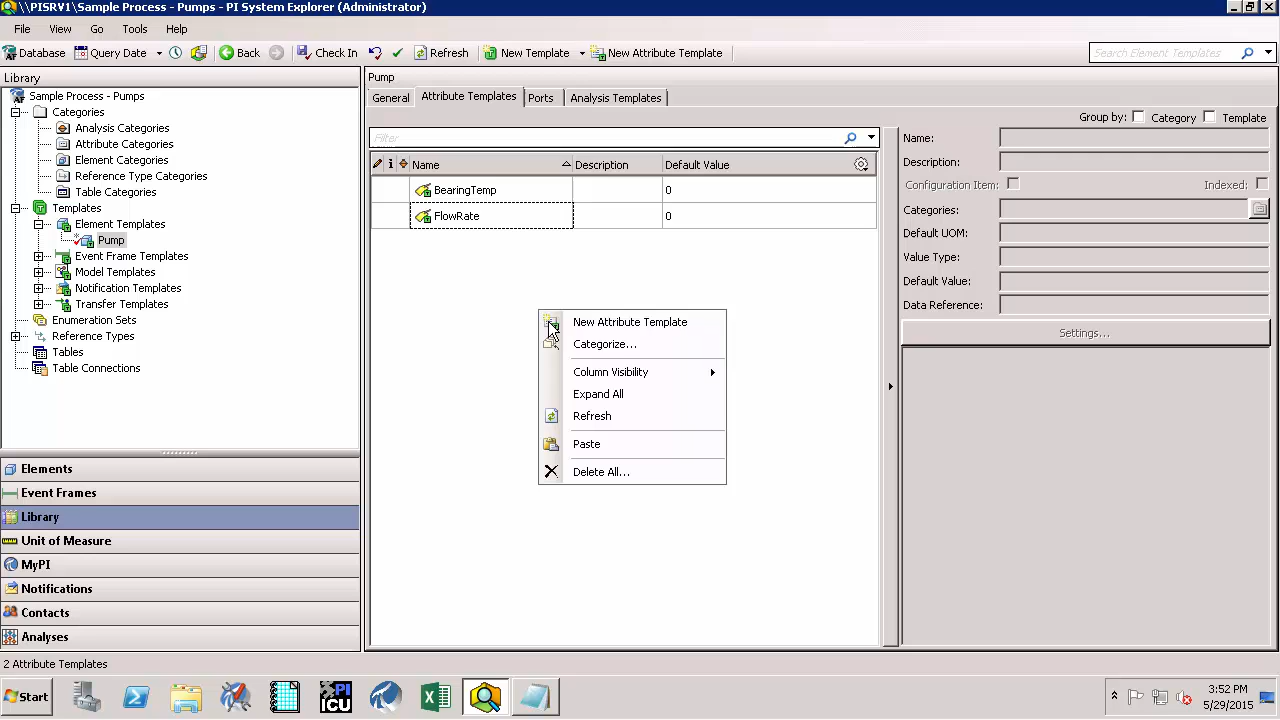 \\PISRV1\Sample Process - Pumps - PI System Explorer (Administrator)
File View Go Tools Help
Database Query Date Back Check In Refresh New Template New Attribute Template Search Element Templates
Library
Sample Process - Pumps
Categories
Analysis Categories
Attribute Categories
Element Categories
Reference Type Categories
Table Categories
Templates
Element Templates
Pump
Event Frame Templates
Model Templates
Notification Templates
Transfer Templates
Enumeration Sets
Reference Types
Tables
Table Connections
Elements
Event Frames
Library
Unit of Measure
MyPI
Notifications
Contacts
Analyses
Pump
General Attribute Templates Ports Analysis Templates
Group by: Category Template
Filter
Name Description Default Value
BearingTemp 0
FlowRate 0
New Attribute Template
Categorize...
Column Visibility
Expand All
Refresh
Paste
Delete All...
Name:
Description:
Configuration Item: Indexed:
Categories:
Default UOM:
Value Type:
Default Value:
Data Reference:
Settings...
2 Attribute Templates
Start PI ICU 3:52 PM
5/29/2015